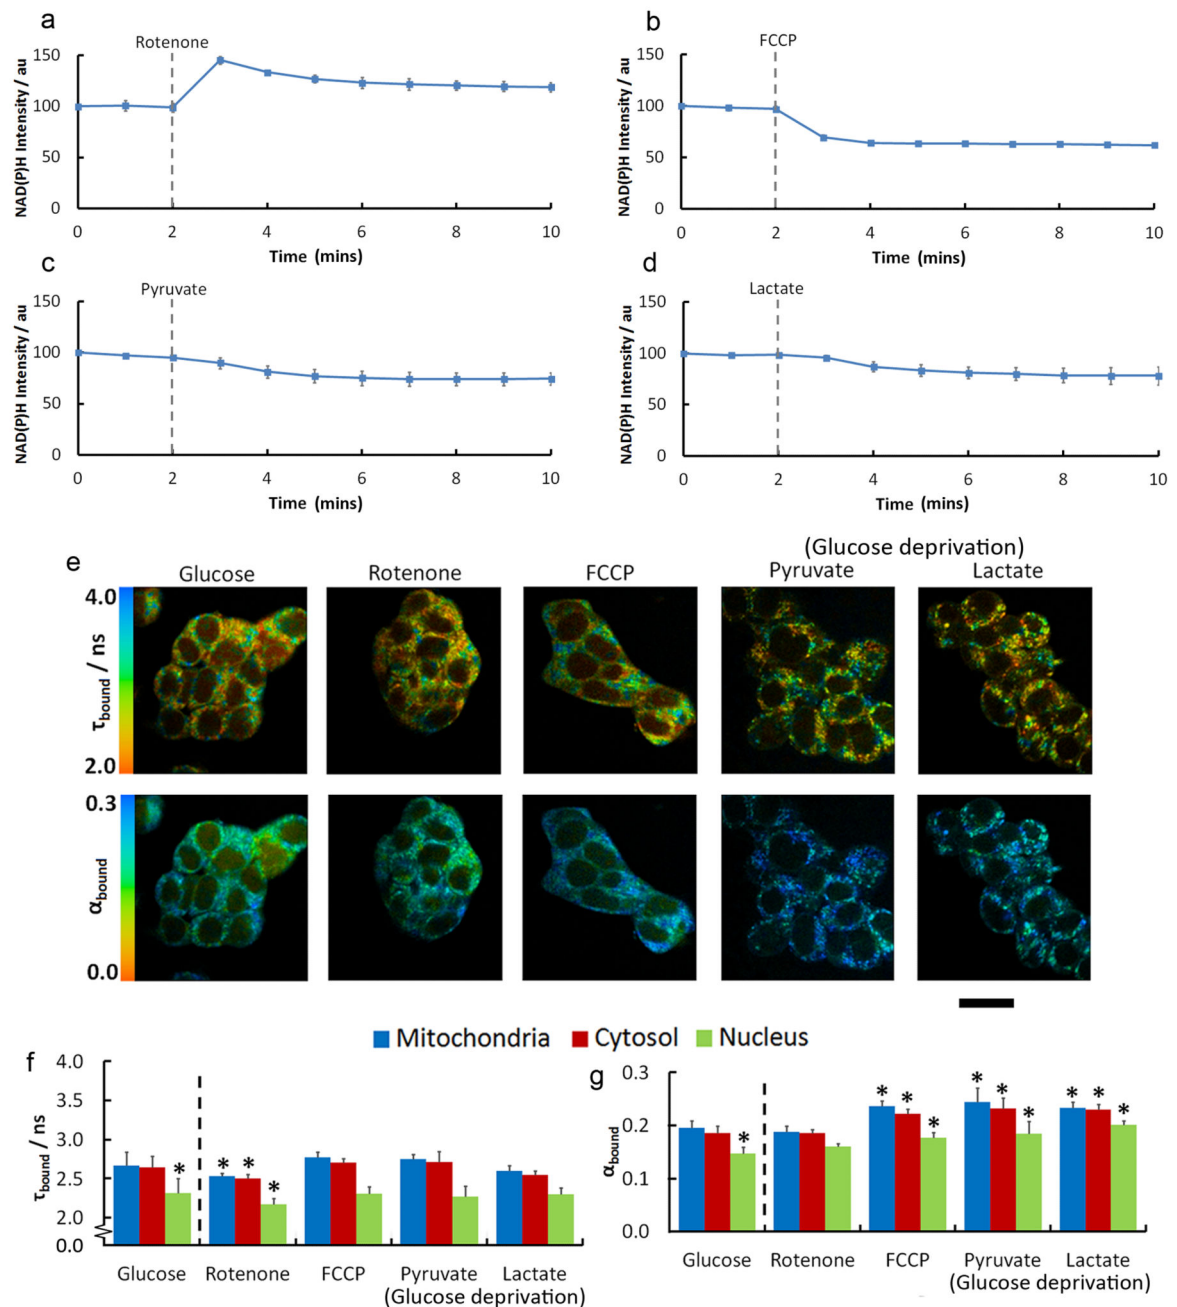 a
Rotenone
150
100
50
0
NAD(P)H Intensity / au
0 2 4 6 8 10
Time (mins)
b
FCCP
150
100
50
0
NAD(P)H Intensity / au
0 2 4 6 8 10
Time (mins)
c
Pyruvate
150
100
50
0
NAD(P)H Intensity / au
0 2 4 6 8 10
Time (mins)
d
Lactate
150
100
50
0
NAD(P)H Intensity / au
0 2 4 6 8 10
Time (mins)
e
(Glucose deprivation)
Glucose Rotenone FCCP Pyruvate Lactate
4.0
τbound / ns
2.0
0.3
αbound
0.0
Mitochondria Cytosol Nucleus
f
4.0
3.5
3.0
2.5
2.0
0.0
τbound / ns
* * * *
Glucose Rotenone FCCP Pyruvate Lactate
(Glucose deprivation)
g
0.3
0.2
0.1
0.0
αbound
* * * * * * * * * *
Glucose Rotenone FCCP Pyruvate Lactate
(Glucose deprivation)